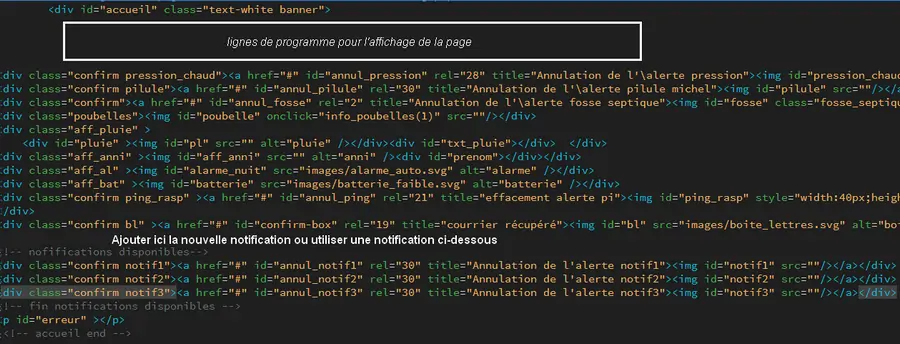 <div id="accueil" class="text-white banner">
lignes de programme pour l'affichage de la page
div class="confirm pression_chaud"><a href="#" id="annul_pression" rel="28" title="Annulation de l'\alerte pression"><img id="pression_chaud
div class="confirm pilule"><a href="#" id="annul_pilule" rel="30" title="Annulation de l'\alerte pilule michel"><img id="pilule" src=""/></a
div class="confirm"><a href="#" id="annul_fosse" rel="2" title="Annulation de l'\alerte fosse septique"><img id="fosse" class="fosse_septiqu
div class="poubelles"><img id="poubelle" onclick="info_poubelles(1)" src=""/></div>
div class="aff_pluie" >
<div id="pluie" ><img id="pl" src="" alt="pluie" /></div><div id="txt_pluie"></div> </div>
div class="aff_anni" ><img id="aff_anni" src="" alt="anni" /><div id="prenom"></div></div>
div class="aff_al" ><img id="alarme_nuit" src="images/alarme_auto.svg" alt="alarme" /></div>
div class="aff_bat" ><img id="batterie" src="images/batterie_faible.svg" alt="batterie" /></div>
div class="confirm ping_rasp" ><a href="#" id="annul_ping" rel="21" title="effacement alerte pi"><img id="ping_rasp" style="width:40px;heigh
/div>
div class="confirm bl" ><a href="#" id="confirm-box" rel="19" title="courrier récupéré"><img id="bl" src="images/boite_lettres.svg" alt="boi
Ajouter ici la nouvelle notification ou utiliser une notification ci-dessous
<!-- nofifications disponibles-->
div class="confirm notif1"><a href="#" id="annul_notif1" rel="30" title="Annulation de l'alerte notif1"><img id="notif1" src=""/></a></div>
div class="confirm notif2"><a href="#" id="annul_notif2" rel="30" title="Annulation de l'alerte notif2"><img id="notif2" src=""/></a></div>
div class="confirm notif3"><a href="#" id="annul_notif3" rel="30" title="Annulation de l'alerte notif3"><img id="notif3" src=""/></a></div>
<!-- fin notifications disponibles -->
p id="erreur" ></p>
<!-- accueil end -->